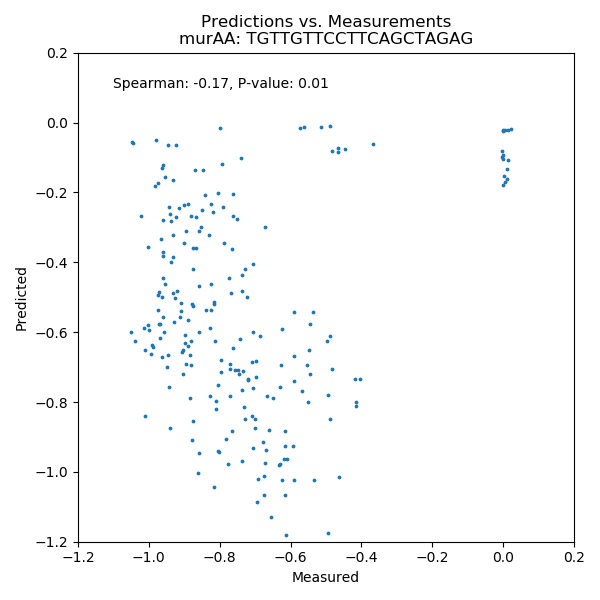 Predictions vs. Measurements
murAA: TGTTGTTCCTTCAGCTAGAG
Spearman: -0.17, P-value: 0.01
0.2
0.0
−0.2
−0.4
−0.6
−0.8
−1.0
−1.2
Predicted
−1.2 −1.0 −0.8 −0.6 −0.4 −0.2 0.0 0.2
Measured